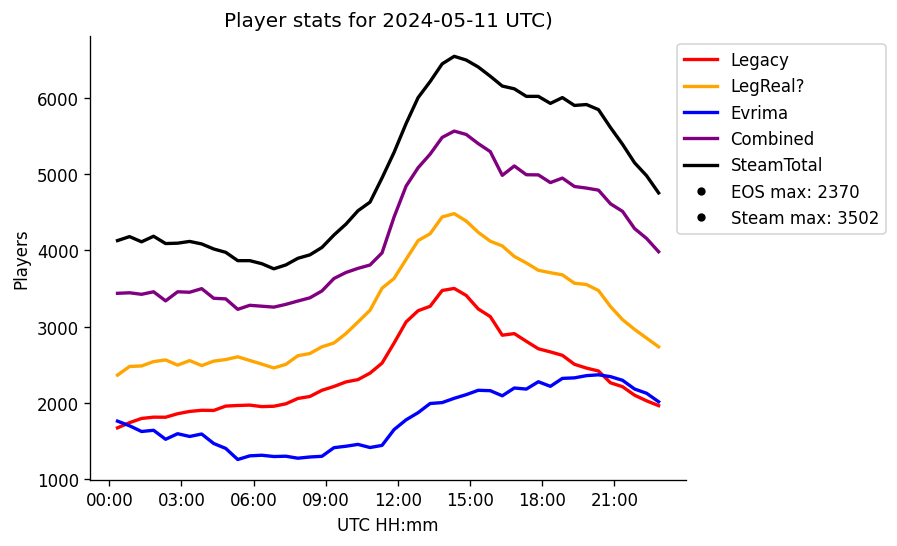 Player stats for 2024-05-11 UTC)
Legacy
LegReal?
Evrima
Combined
SteamTotal
EOS max: 2370
Steam max: 3502
Players
6000
5000
4000
3000
2000
1000
00:00 03:00 06:00 09:00 12:00 15:00 18:00 21:00
UTC HH:mm